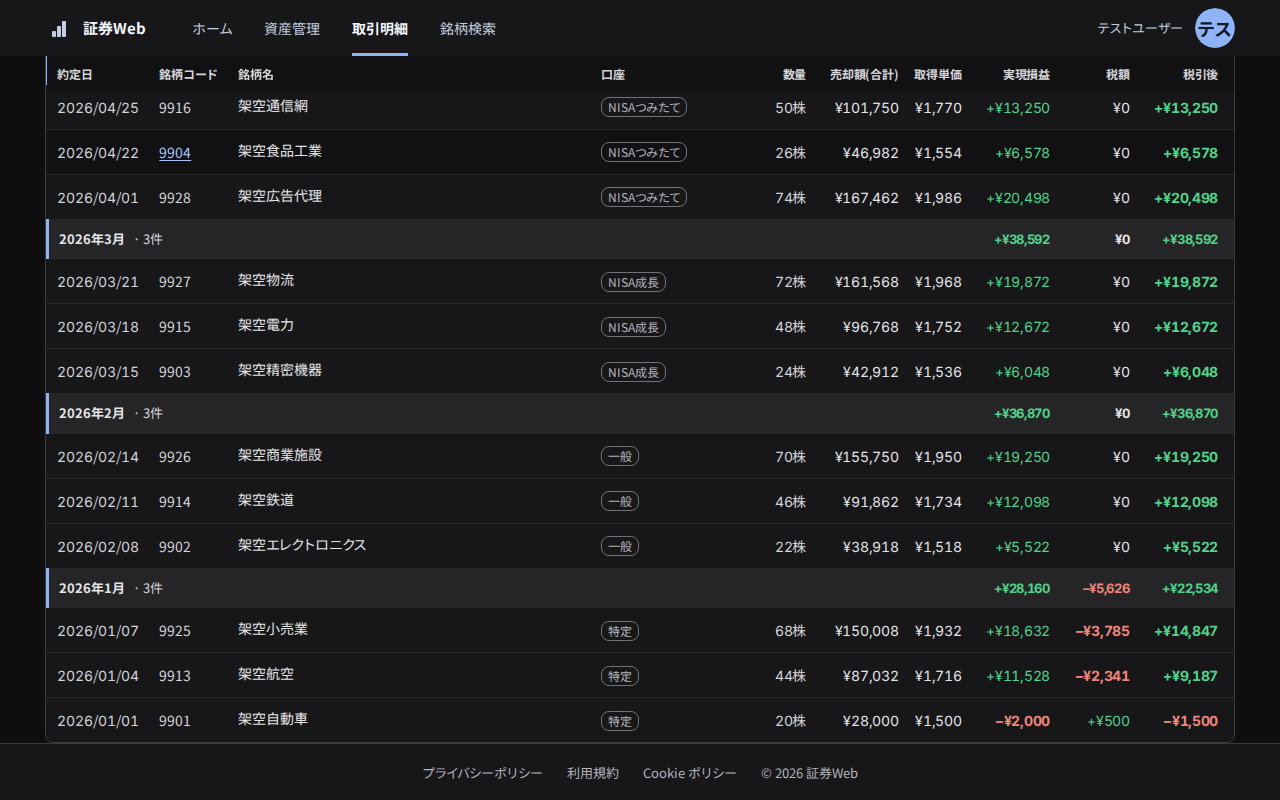 証券Web ホーム 資産管理 取引明細 銘柄検索 テストユーザー テス
約定日 銘柄コード 銘柄名 口座 数量 売却額(合計) 取得単価 実現損益 税額 税引後
2026/04/25 9916 架空通信網 NISAつみたて 50株 ¥101,750 ¥1,770 +¥13,250 ¥0 +¥13,250
2026/04/22 9904 架空食品工業 NISAつみたて 26株 ¥46,982 ¥1,554 +¥6,578 ¥0 +¥6,578
2026/04/01 9928 架空広告代理 NISAつみたて 74株 ¥167,462 ¥1,986 +¥20,498 ¥0 +¥20,498
2026年3月 · 3件 +¥38,592 ¥0 +¥38,592
2026/03/21 9927 架空物流 NISA成長 72株 ¥161,568 ¥1,968 +¥19,872 ¥0 +¥19,872
2026/03/18 9915 架空電力 NISA成長 48株 ¥96,768 ¥1,752 +¥12,672 ¥0 +¥12,672
2026/03/15 9903 架空精密機器 NISA成長 24株 ¥42,912 ¥1,536 +¥6,048 ¥0 +¥6,048
2026年2月 · 3件 +¥36,870 ¥0 +¥36,870
2026/02/14 9926 架空商業施設 一般 70株 ¥155,750 ¥1,950 +¥19,250 ¥0 +¥19,250
2026/02/11 9914 架空鉄道 一般 46株 ¥91,862 ¥1,734 +¥12,098 ¥0 +¥12,098
2026/02/08 9902 架空エレクトロニクス 一般 22株 ¥38,918 ¥1,518 +¥5,522 ¥0 +¥5,522
2026年1月 · 3件 +¥28,160 −¥5,626 +¥22,534
2026/01/07 9925 架空小売業 特定 68株 ¥150,008 ¥1,932 +¥18,632 −¥3,785 +¥14,847
2026/01/04 9913 架空航空 特定 44株 ¥87,032 ¥1,716 +¥11,528 −¥2,341 +¥9,187
2026/01/01 9901 架空自動車 特定 20株 ¥28,000 ¥1,500 −¥2,000 +¥500 −¥1,500
プライバシーポリシー 利用規約 Cookie ポリシー © 2026 証券Web